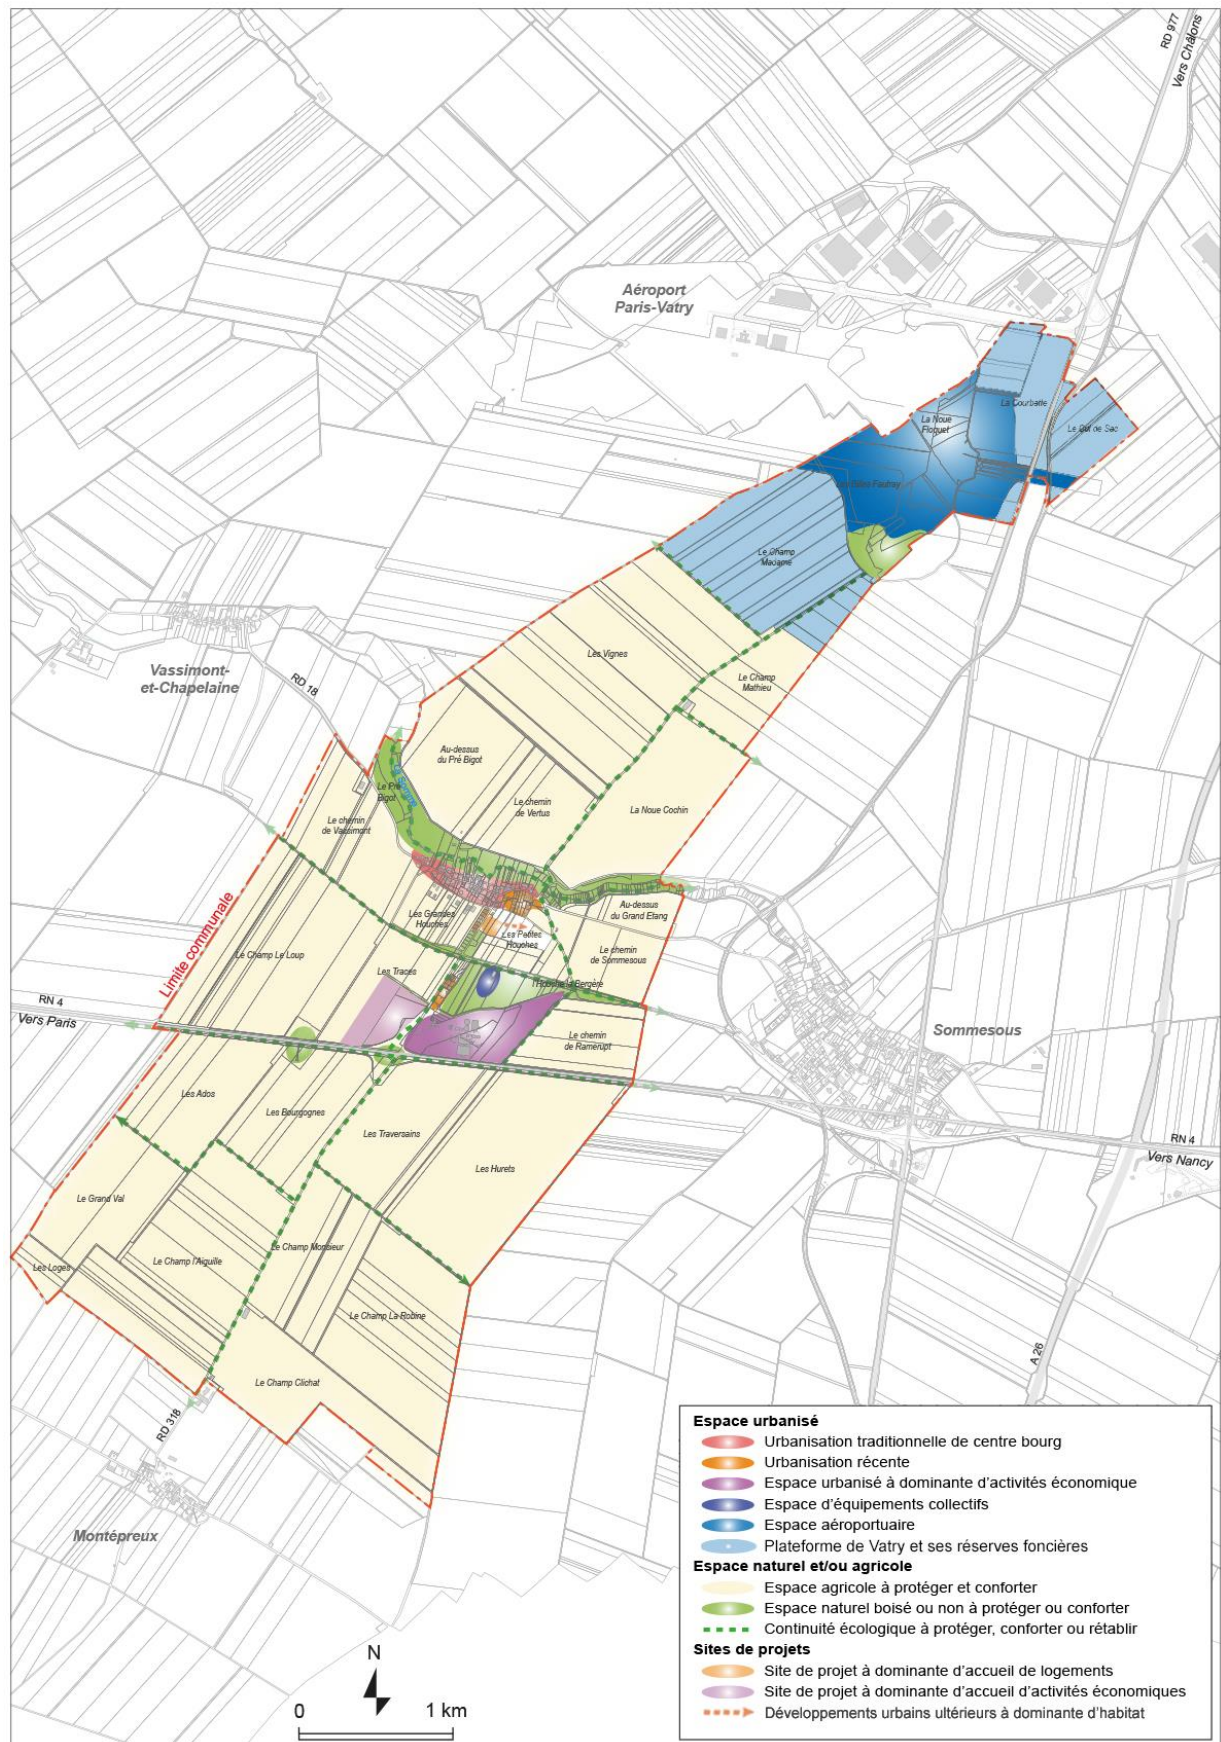 RD 977
Vers Châlons
Aéroport
Paris-Vatry
La Courbatte
La Noue
Floguet
Le Cul de Sac
Le Champ
Madame
Les Vignes
Le Champ
Mathieu
Vassimont-
et-Chapelaine
RD 18
Au-dessus
du Pré Bigot
La Somme
Le Pré
Bigot
Le chemin
de Vertus
La Noue Cochin
Le chemin
de Vassimont
Limite communale
Les Grandes
Houches
Au-dessus
du Grand Etang
Les Petites
Houches
Le chemin
de Sommesous
Le Champ Le Loup
Les Traces
l'Houche la Bergère
RN 4
Vers Paris
Le chemin
de Ramerupt
Sommesous
Les Ados
Les Bourgognes
Les Traversains
Les Hurets
RN 4
Vers Nancy
Le Grand Val
Les Loges
Le Champ l'Aiguille
Le Champ Monsieur
Le Champ La Robine
Le Champ Clichat
A 26
RD 318
Montépreux
Espace urbanisé
Urbanisation traditionnelle de centre bourg
Urbanisation récente
Espace urbanisé à dominante d'activités économique
Espace d'équipements collectifs
Espace aéroportuaire
Plateforme de Vatry et ses réserves foncières
Espace naturel et/ou agricole
Espace agricole à protéger et conforter
Espace naturel boisé ou non à protéger ou conforter
Continuité écologique à protéger, conforter ou rétablir
Sites de projets
Site de projet à dominante d'accueil de logements
Site de projet à dominante d'accueil d'activités économiques
Développements urbains ultérieurs à dominante d'habitat
N
0 1 km